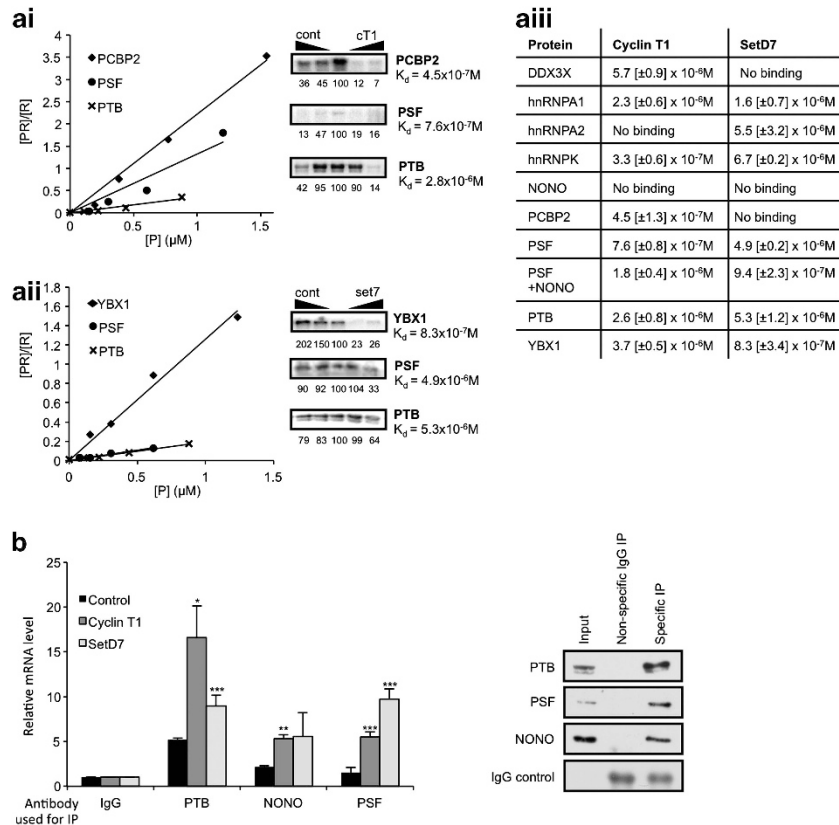 ai
3.5
3
2.5
2
1.5
1
0.5
0
0 0.5 1 1.5
[PR]/[R]
[P] (µM)
PCBP2
PSF
PTB
cont cT1
PCBP2
Kd = 4.5x10-7M
36 45 100 12 7
PSF
Kd = 7.6x10-7M
13 47 100 19 16
PTB
Kd = 2.8x10-6M
42 95 100 90 14
aii
1.8
1.6
1.4
1.2
1
0.8
0.6
0.4
0.2
0
0 0.5 1 1.5
[PR]/[R]
[P] (µM)
YBX1
PSF
PTB
cont set7
YBX1
Kd = 8.3x10-7M
202 150 100 23 26
PSF
Kd = 4.9x10-6M
90 92 100 104 33
PTB
Kd = 5.3x10-6M
79 83 100 99 64
aiii
Protein Cyclin T1 SetD7
DDX3X 5.7 [±0.9] x 10-6M No binding
hnRNPA1 2.3 [±0.6] x 10-6M 1.6 [±0.7] x 10-6M
hnRNPA2 No binding 5.5 [±3.2] x 10-6M
hnRNPK 3.3 [±0.6] x 10-7M 6.7 [±0.2] x 10-6M
NONO No binding No binding
PCBP2 4.5 [±1.3] x 10-7M No binding
PSF 7.6 [±0.8] x 10-7M 4.9 [±0.2] x 10-6M
PSF 1.8 [±0.4] x 10-6M 9.4 [±2.3] x 10-7M
+NONO
PTB 2.6 [±0.8] x 10-6M 5.3 [±1.2] x 10-6M
YBX1 3.7 [±0.5] x 10-6M 8.3 [±3.4] x 10-7M
b
25
20
15
10
5
0
Relative mRNA level
Control
Cyclin T1
SetD7
*
***
**
***
***
Antibody IgG PTB NONO PSF
used for IP
Input
Non-specific IgG IP
Specific IP
PTB
PSF
NONO
IgG control